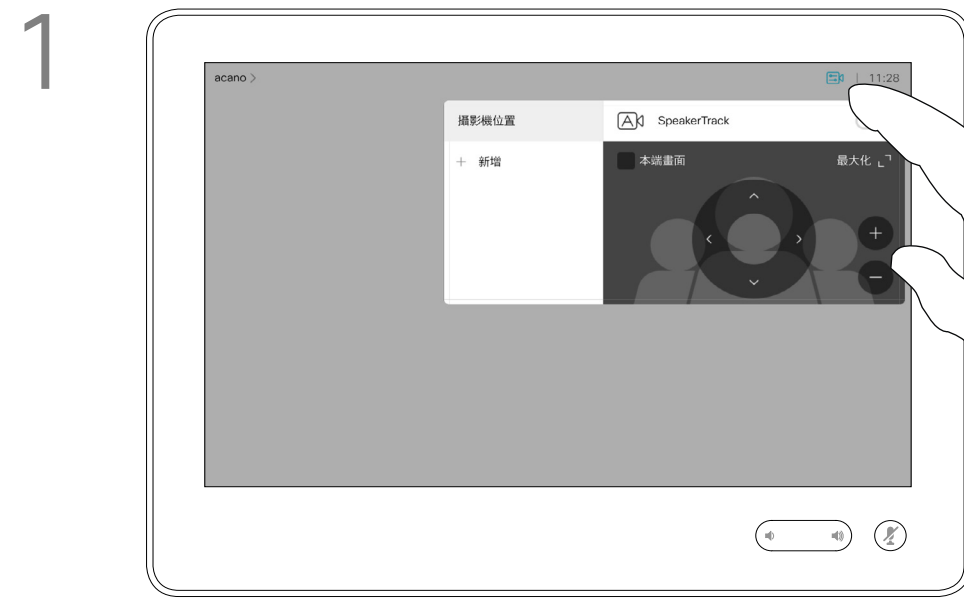 1
acano >
11:28
攝影機位置
SpeakerTrack
+ 新增
本端畫面
最大化